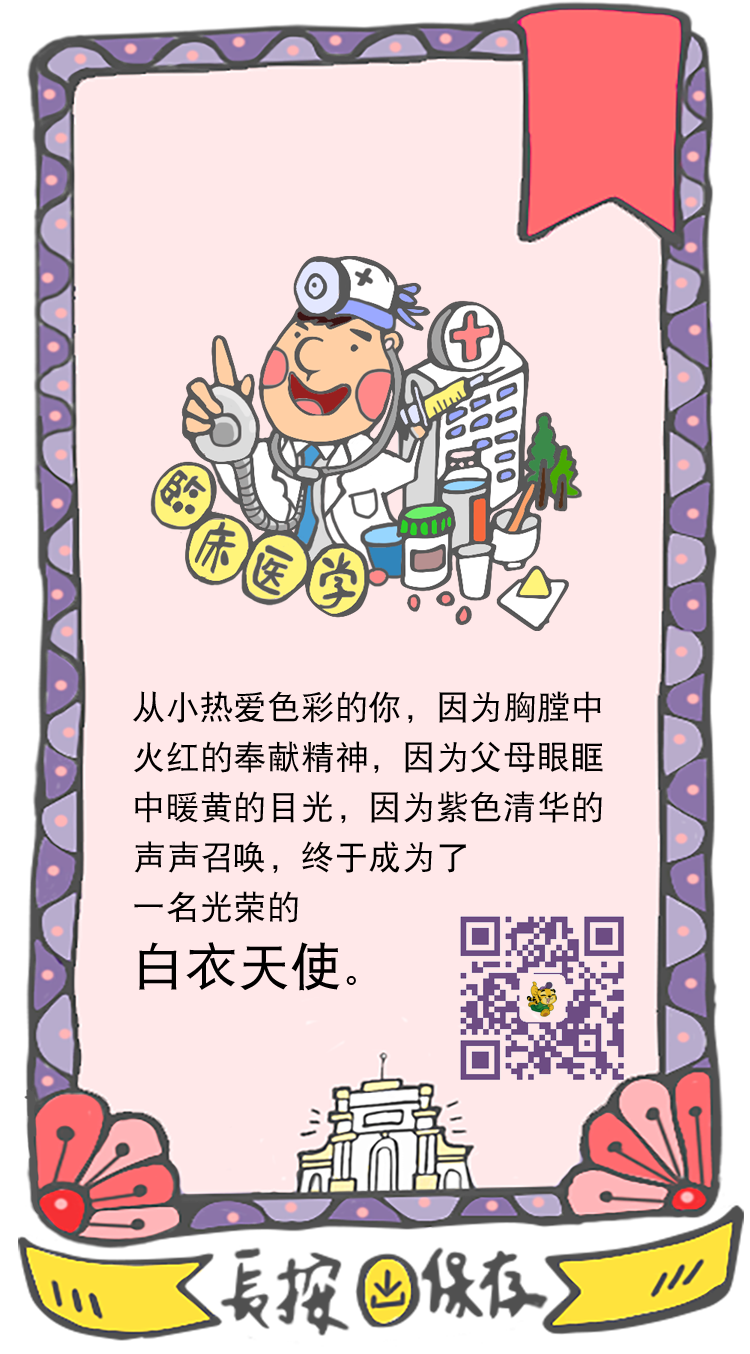 临床医学
从小热爱色彩的你，因为胸膛中
火红的奉献精神，因为父母眼眶
中暖黄的目光，因为紫色清华的
声声召唤，终于成为了
一名光荣的
白衣天使。
長按保存